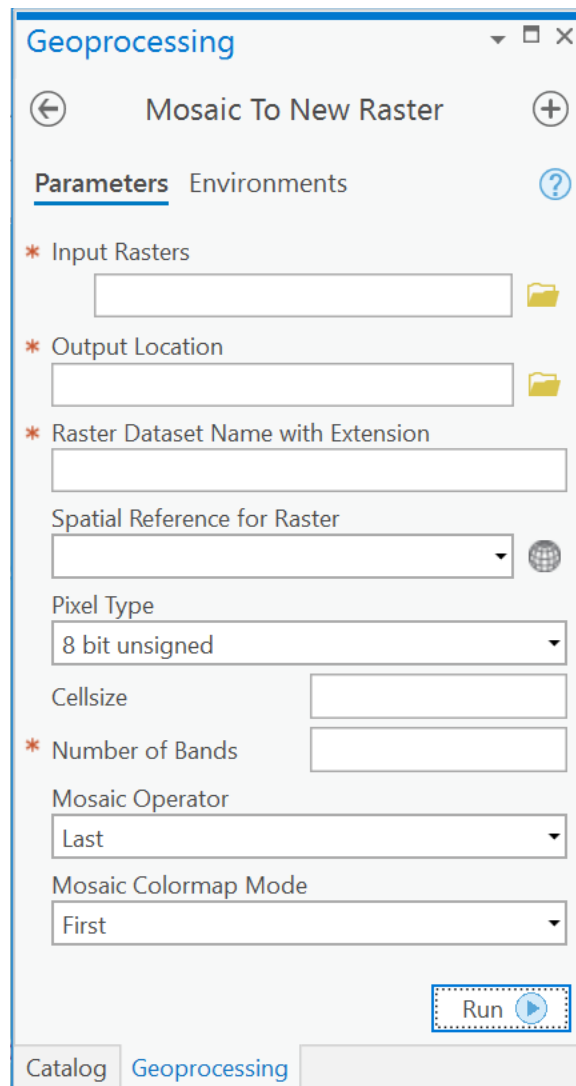 Geoprocessing
Mosaic To New Raster
Parameters Environments ?
* Input Rasters
* Output Location
* Raster Dataset Name with Extension
Spatial Reference for Raster
Pixel Type
8 bit unsigned
Cellsize
* Number of Bands
Mosaic Operator
Last
Mosaic Colormap Mode
First
Run
Catalog Geoprocessing